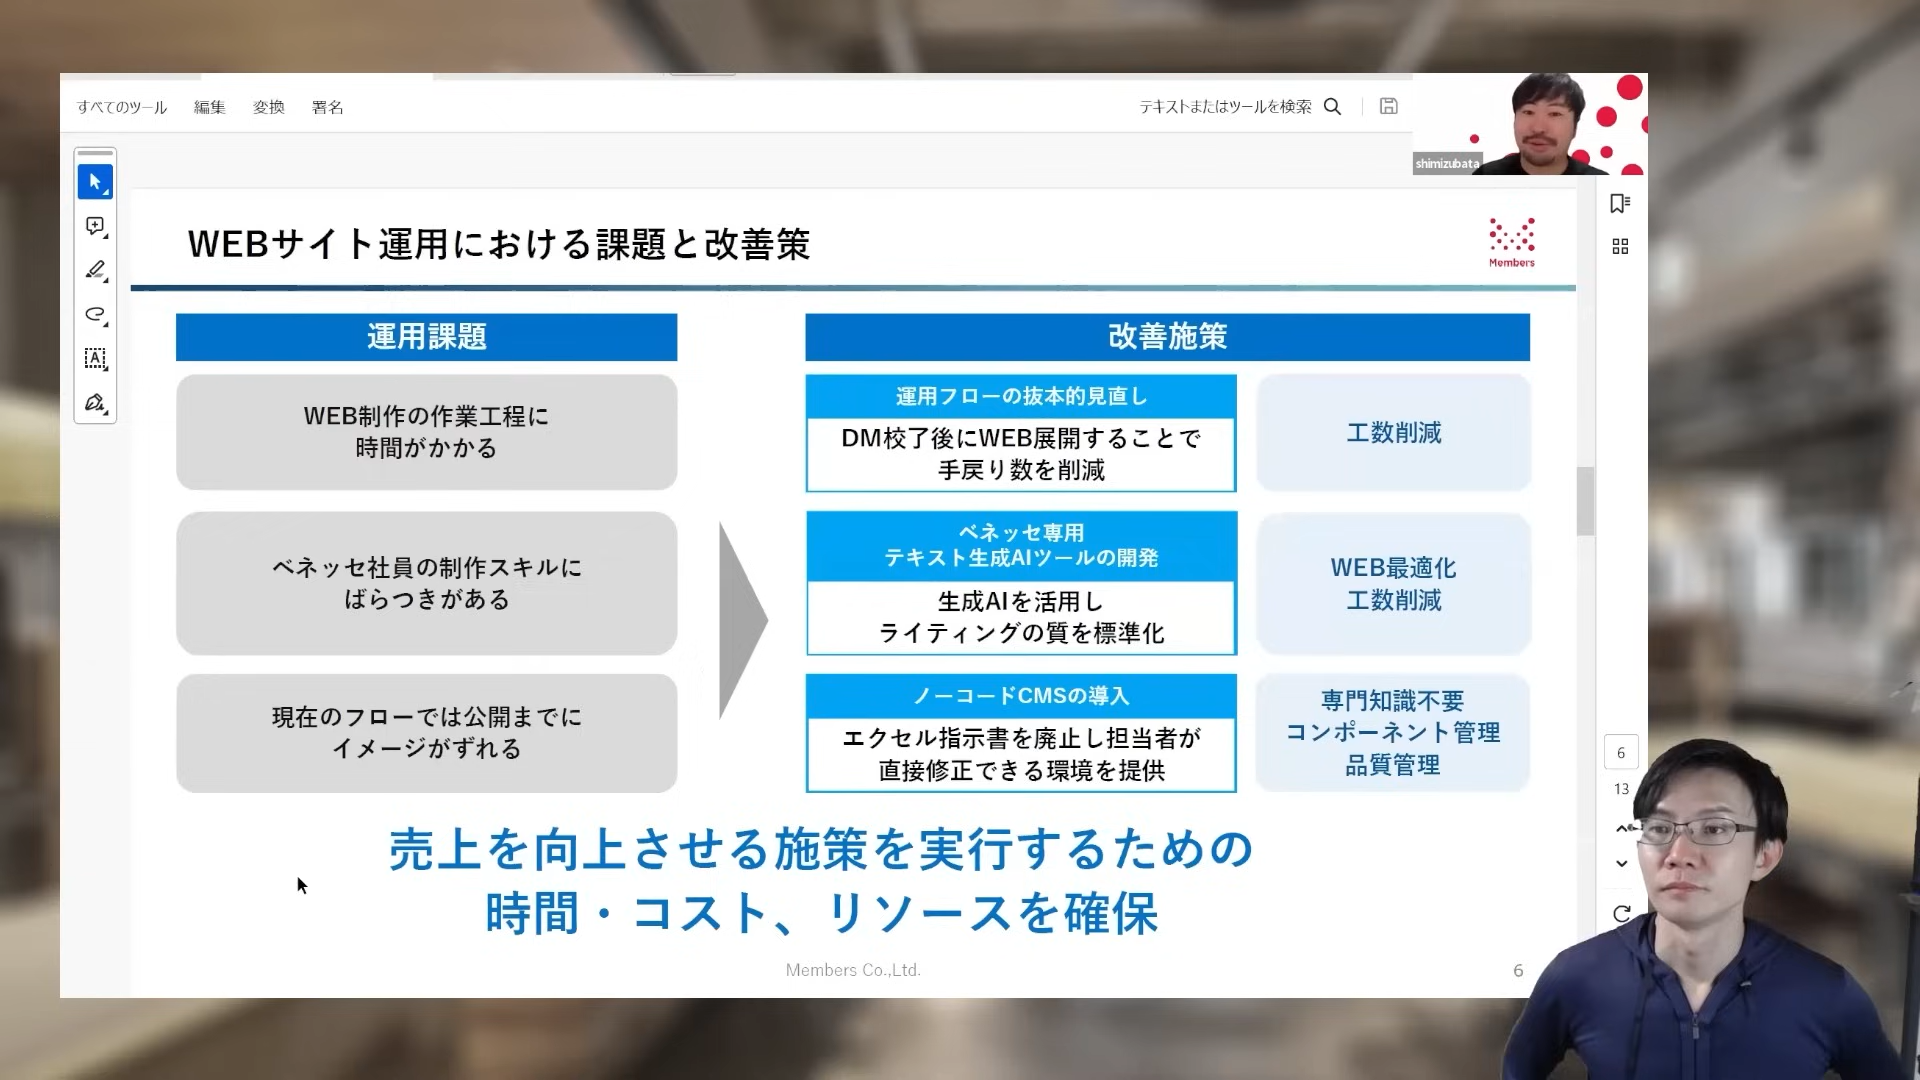 すべてのツール 編集 変換 署名
テキストまたはツールを検索
shimizubata
WEBサイト運用における課題と改善策
Members
運用課題
WEB制作の作業工程に
時間がかかる
ベネッセ社員の制作スキルに
ばらつきがある
現在のフローでは公開までに
イメージがずれる
改善施策
運用フローの抜本的見直し
DM校了後にWEB展開することで
手戻り数を削減
工数削減
ベネッセ専用
テキスト生成AIツールの開発
生成AIを活用し
ライティングの質を標準化
WEB最適化
工数削減
ノーコードCMSの導入
エクセル指示書を廃止し担当者が
直接修正できる環境を提供
専門知識不要
コンポーネント管理
品質管理
売上を向上させる施策を実行するための
時間・コスト、リソースを確保
Members Co.,Ltd.
6
6
13